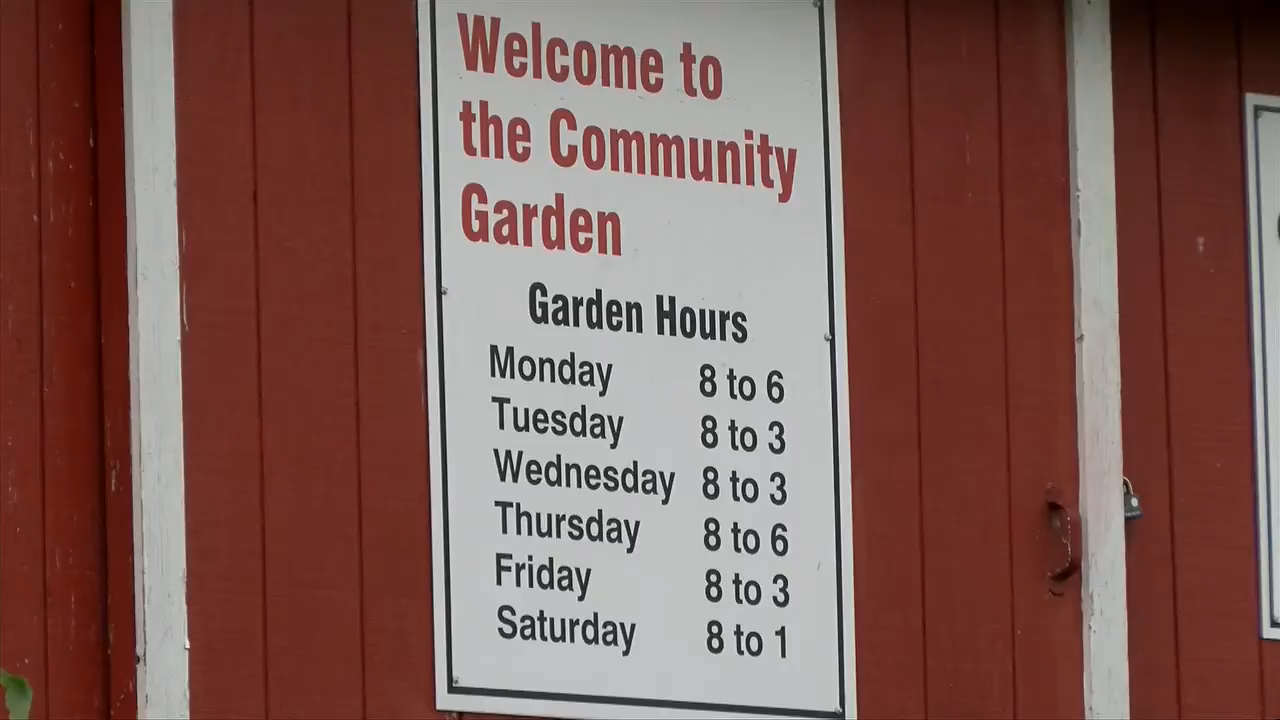 Welcome to
the Community
Garden
Garden Hours
Monday 8 to 6
Tuesday 8 to 3
Wednesday 8 to 3
Thursday 8 to 6
Friday 8 to 3
Saturday 8 to 1